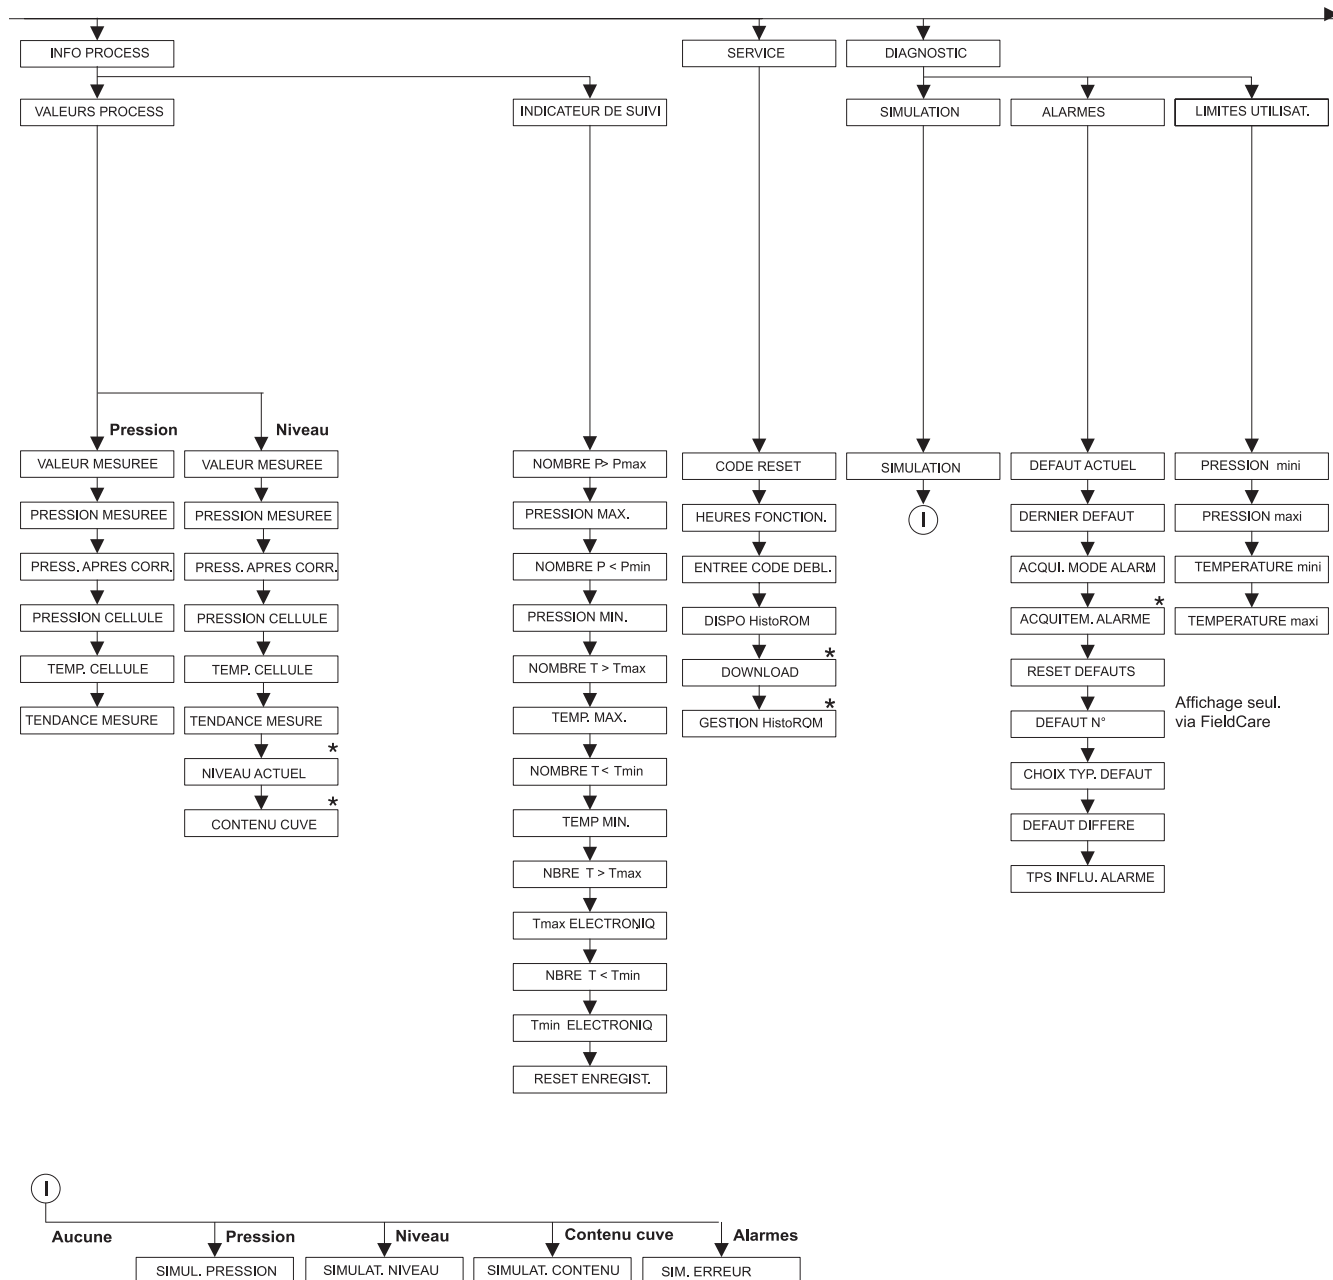 INFO PROCESS
SERVICE
DIAGNOSTIC
VALEURS PROCESS
INDICATEUR DE SUIVI
SIMULATION
ALARMES
LIMITES UTILISAT.
Pression
VALEUR MESUREE
PRESSION MESUREE
PRESS. APRES CORR.
PRESSION CELLULE
TEMP. CELLULE
TENDANCE MESURE
Niveau
VALEUR MESUREE
PRESSION MESUREE
PRESS. APRES CORR.
PRESSION CELLULE
TEMP. CELLULE
TENDANCE MESURE
*
NIVEAU ACTUEL
*
CONTENU CUVE
NOMBRE P> Pmax
PRESSION MAX.
NOMBRE P < Pmin
PRESSION MIN.
NOMBRE T > Tmax
TEMP. MAX.
NOMBRE T < Tmin
TEMP MIN.
NBRE T > Tmax
Tmax ELECTRONIQ
NBRE T < Tmin
Tmin ELECTRONIQ
RESET ENREGIST.
CODE RESET
HEURES FONCTION.
ENTREE CODE DEBL.
DISPO HistoROM
*
DOWNLOAD
*
GESTION HistoROM
SIMULATION
I
DEFAUT ACTUEL
DERNIER DEFAUT
ACQUI. MODE ALARM
*
ACQUITEM. ALARME
RESET DEFAUTS
DEFAUT N°
CHOIX TYP. DEFAUT
DEFAUT DIFFERE
TPS INFLU. ALARME
PRESSION mini
PRESSION maxi
TEMPERATURE mini
TEMPERATURE maxi
Affichage seul.
via FieldCare
I
Aucune
Pression
Niveau
Contenu cuve
Alarmes
SIMUL. PRESSION
SIMULAT. NIVEAU
SIMULAT. CONTENU
SIM. ERREUR